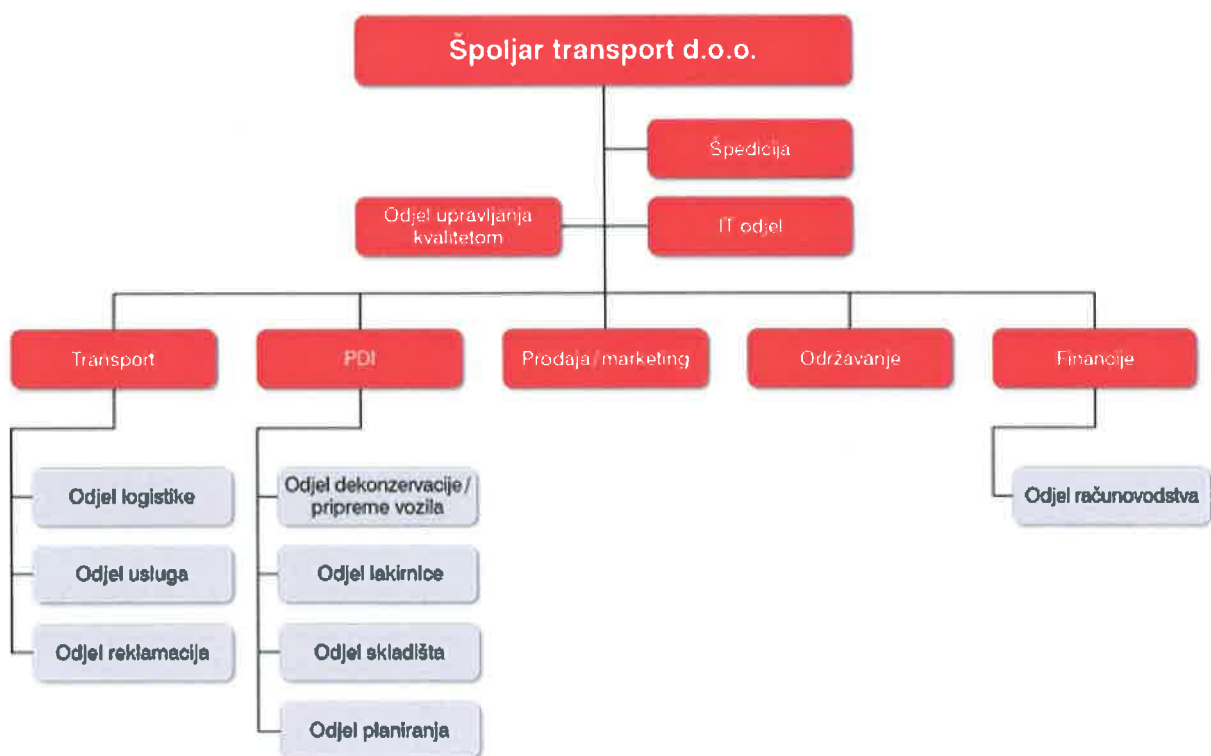 Špoljar transport d.o.o.
Špedicija
Odjel upravljanja
kvalitetom
IT odjel
Transport
PDI
Prodaja / marketing
Održavanje
Financije
Odjel logistike
Odjel usluga
Odjel reklamacija
Odjel dekonzervacije /
pripreme vozila
Odjel lakirnice
Odjel skladišta
Odjel planiranja
Odjel računovodstva